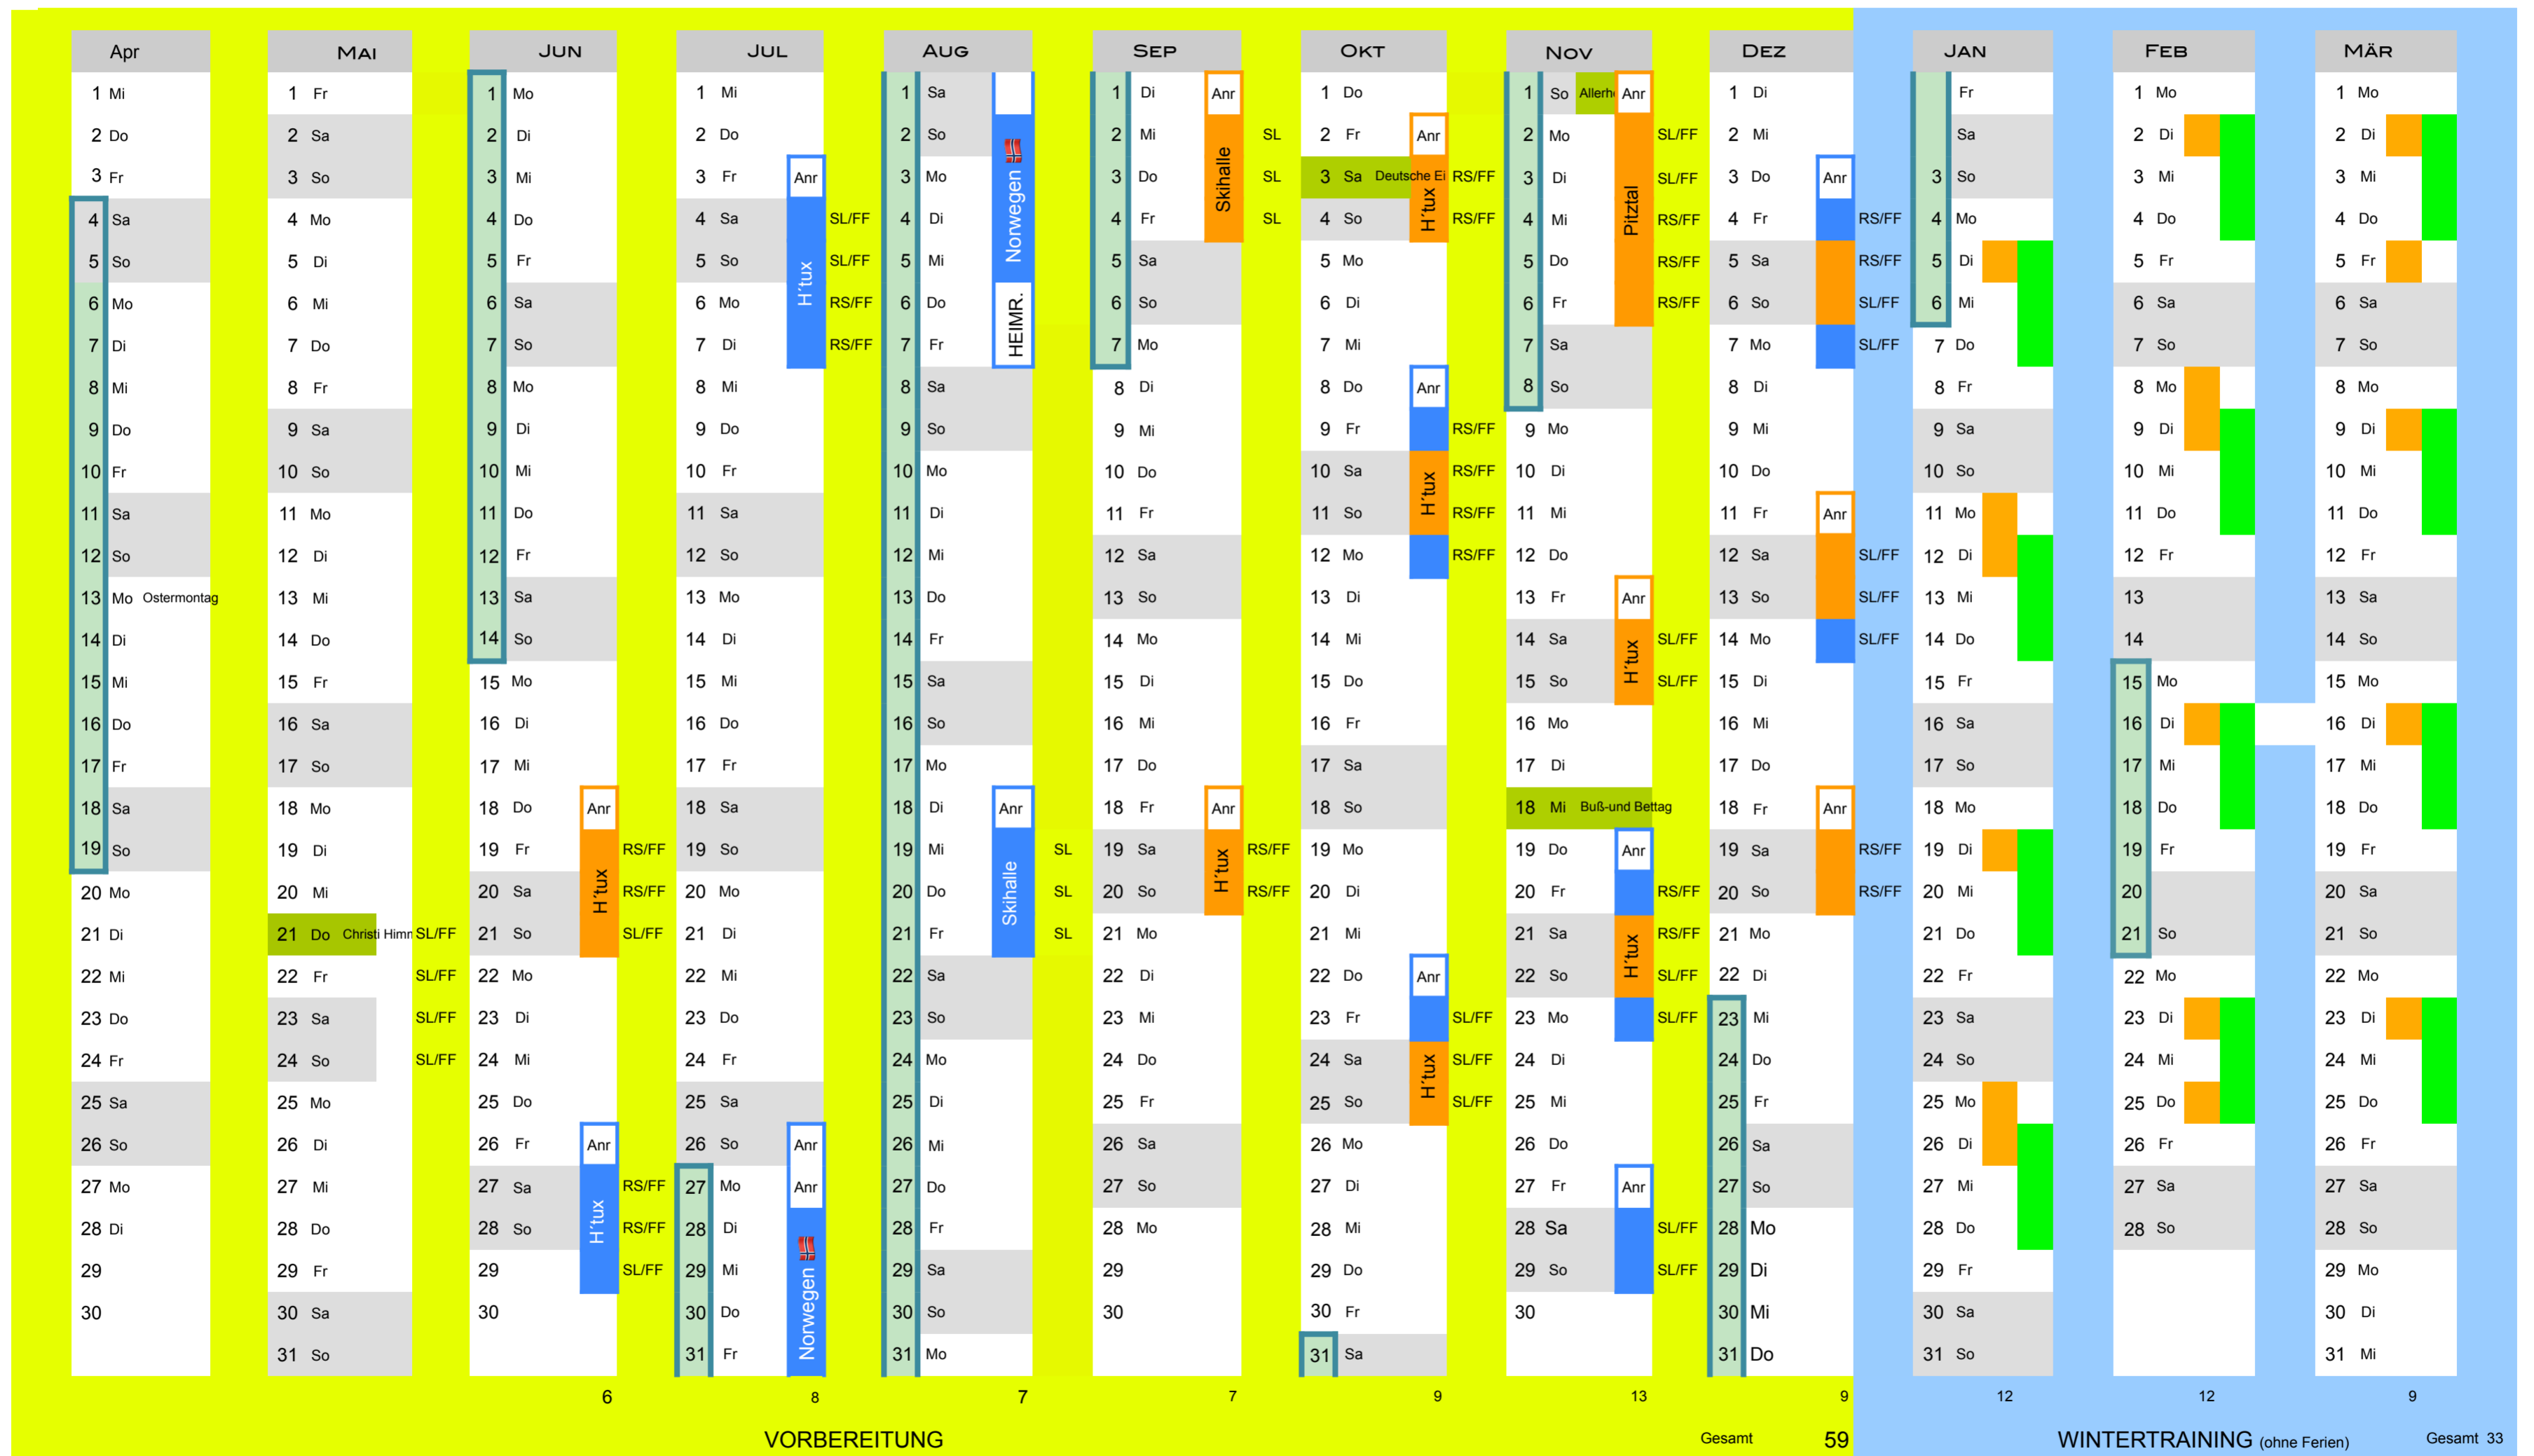 Apr
1 Mi
2 Do
3 Fr
4 Sa
5 So
6 Mo
7 Di
8 Mi
9 Do
10 Fr
11 Sa
12 So
13 Mo Ostermontag
14 Di
15 Mi
16 Do
17 Fr
18 Sa
19 So
20 Mo
21 Di
22 Mi
23 Do
24 Fr
25 Sa
26 So
27 Mo
28 Di
29
30
MAI
1 Fr
2 Sa
3 So
4 Mo
5 Di
6 Mi
7 Do
8 Fr
9 Sa
10 So
11 Mo
12 Di
13 Mi
14 Do
15 Fr
16 Sa
17 So
18 Mo
19 Di
20 Mi
21 Do Christi Himm SL/FF
22 Fr SL/FF
23 Sa SL/FF
24 So SL/FF
25 Mo
26 Di
27 Mi
28 Do
29 Fr
30 Sa
31 So
JUN
1 Mo
2 Di
3 Mi
4 Do
5 Fr
6 Sa
7 So
8 Mo
9 Di
10 Mi
11 Do
12 Fr
13 Sa
14 So
15 Mo
16 Di
17 Mi
18 Do Anr
19 Fr RS/FF
20 Sa RS/FF
21 So SL/FF
H´tux
22 Mo
23 Di
24 Mi
25 Do
26 Fr Anr
27 Sa RS/FF
28 So RS/FF
29 SL/FF
H´tux
30
6
JUL
1 Mi
2 Do
3 Fr Anr
4 Sa SL/FF
5 So SL/FF
6 Mo RS/FF
7 Di RS/FF
H´tux
8 Mi
9 Do
10 Fr
11 Sa
12 So
13 Mo
14 Di
15 Mi
16 Do
17 Fr
18 Sa
19 So
20 Mo
21 Di
22 Mi
23 Do
24 Fr
25 Sa
26 So Anr
27 Mo Anr
28 Di
29 Mi
30 Do
31 Fr
Norwegen
8
AUG
1 Sa
2 So
3 Mo
4 Di
5 Mi
Norwegen
6 Do
7 Fr
HEIMR.
8 Sa
9 So
10 Mo
11 Di
12 Mi
13 Do
14 Fr
15 Sa
16 So
17 Mo
18 Di Anr
19 Mi SL
20 Do SL
21 Fr SL
Skihalle
22 Sa
23 So
24 Mo
25 Di
26 Mi
27 Do
28 Fr
29 Sa
30 So
31 Mo
7
SEP
1 Di Anr
2 Mi SL
3 Do SL
4 Fr SL
Skihalle
5 Sa
6 So
7 Mo
8 Di
9 Mi
10 Do
11 Fr
12 Sa
13 So
14 Mo
15 Di
16 Mi
17 Do
18 Fr Anr
19 Sa RS/FF
20 So RS/FF
H´tux
21 Mo
22 Di
23 Mi
24 Do
25 Fr
26 Sa
27 So
28 Mo
29
30
7
OKT
1 Do
2 Fr Anr
3 Sa Deutsche Ei RS/FF
4 So RS/FF
H´tux
5 Mo
6 Di
7 Mi
8 Do Anr
9 Fr RS/FF
10 Sa RS/FF
11 So RS/FF
H´tux
12 Mo RS/FF
13 Di
14 Mi
15 Do
16 Fr
17 Sa
18 So
19 Mo
20 Di
21 Mi
22 Do Anr
23 Fr SL/FF
24 Sa SL/FF
25 So SL/FF
H´tux
26 Mo
27 Di
28 Mi
29 Do
30 Fr
31 Sa
9
NOV
1 So Allerh Anr
2 Mo SL/FF
3 Di SL/FF
4 Mi RS/FF
5 Do RS/FF
6 Fr RS/FF
Pitztal
7 Sa
8 So
9 Mo
10 Di
11 Mi
12 Do
13 Fr Anr
14 Sa SL/FF
15 So SL/FF
H´tux
16 Mo
17 Di
18 Mi Buß-und Bettag
19 Do Anr
20 Fr RS/FF
21 Sa RS/FF
22 So SL/FF
H´tux
23 Mo SL/FF
24 Di
25 Mi
26 Do
27 Fr Anr
28 Sa SL/FF
29 So SL/FF
30
13
DEZ
1 Di
2 Mi
3 Do Anr
4 Fr RS/FF
5 Sa RS/FF
6 So SL/FF
7 Mo SL/FF
8 Di
9 Mi
10 Do
11 Fr Anr
12 Sa SL/FF
13 So SL/FF
14 Mo SL/FF
15 Di
16 Mi
17 Do
18 Fr Anr
19 Sa RS/FF
20 So RS/FF
21 Mo
22 Di
23 Mi
24 Do
25 Fr
26 Sa
27 So
28 Mo
29 Di
30 Mi
31 Do
9
JAN
Fr
Sa
3 So
4 Mo
5 Di
6 Mi
7 Do
8 Fr
9 Sa
10 So
11 Mo
12 Di
13 Mi
14 Do
15 Fr
16 Sa
17 So
18 Mo
19 Di
20 Mi
21 Do
22 Fr
23 Sa
24 So
25 Mo
26 Di
27 Mi
28 Do
29 Fr
30 Sa
31 So
12
FEB
1 Mo
2 Di
3 Mi
4 Do
5 Fr
6 Sa
7 So
8 Mo
9 Di
10 Mi
11 Do
12 Fr
13
14
15 Mo
16 Di
17 Mi
18 Do
19 Fr
20
21 So
22 Mo
23 Di
24 Mi
25 Do
26 Fr
27 Sa
28 So
12
MÄR
1 Mo
2 Di
3 Mi
4 Do
5 Fr
6 Sa
7 So
8 Mo
9 Di
10 Mi
11 Do
12 Fr
13 Sa
14 So
15 Mo
16 Di
17 Mi
18 Do
19 Fr
20 Sa
21 So
22 Mo
23 Di
24 Mi
25 Do
26 Fr
27 Sa
28 So
29 Mo
30 Di
31 Mi
9
VORBEREITUNG
Gesamt 59
WINTERTRAINING (ohne Ferien)
Gesamt 33